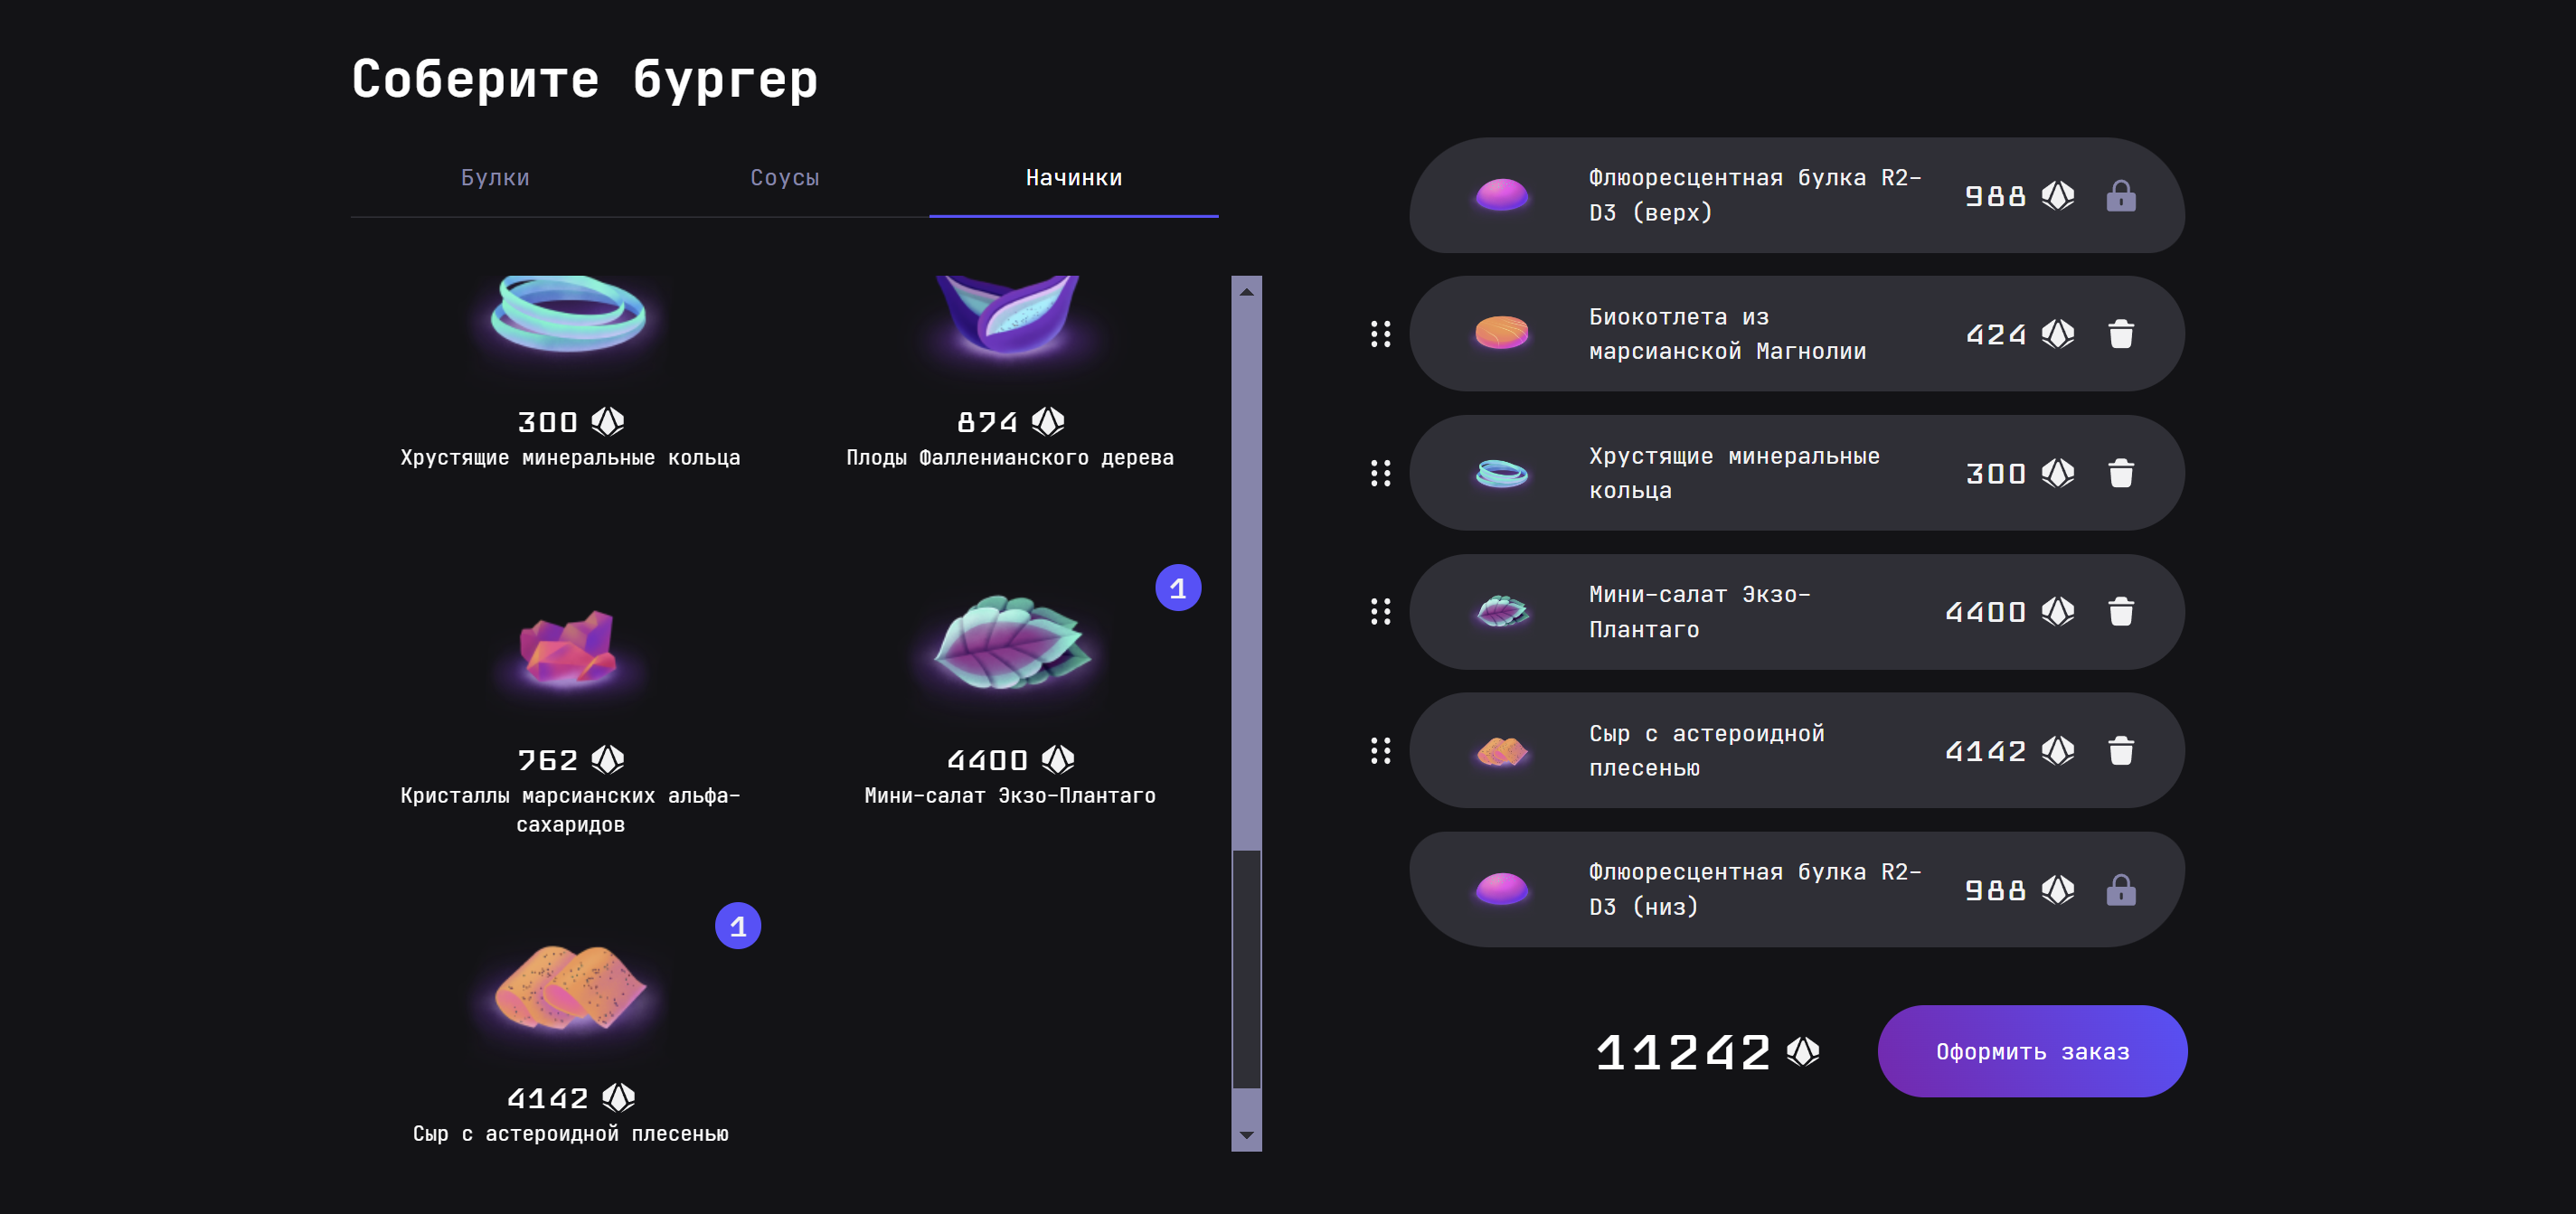 Соберите бургер
Булки
Соусы
Начинки
300
Хрустящие минеральные кольца
874
Плоды Фалленианского дерева
762
Кристаллы марсианских альфа-
сахаридов
1
4400
Мини-салат Экзо-Плантаго
1
4142
Сыр с астероидной плесенью
Флюоресцентная булка R2-
D3 (верх)
988
Биокотлета из
марсианской Магнолии
424
Хрустящие минеральные
кольца
300
Мини-салат Экзо-
Плантаго
4400
Сыр с астероидной
плесенью
4142
Флюоресцентная булка R2-
D3 (низ)
988
11242
Оформить заказ